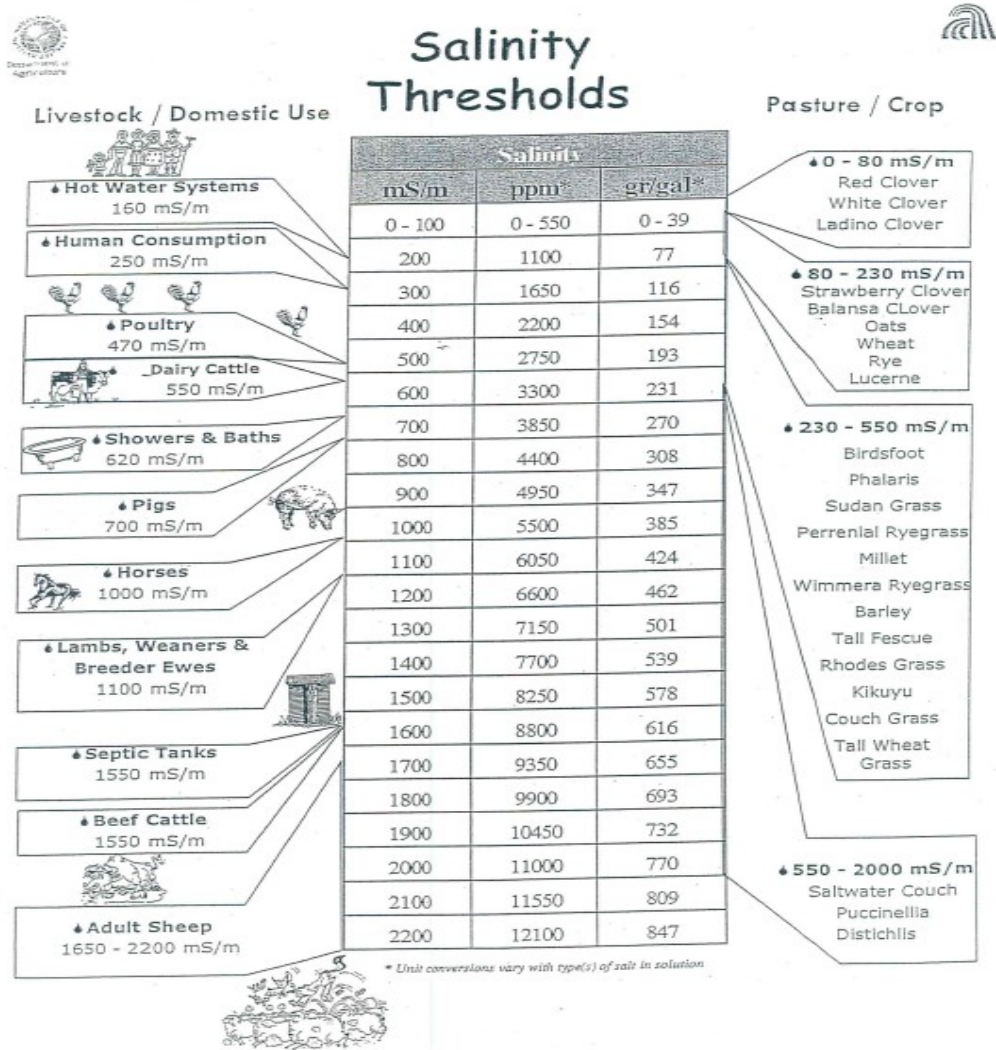 Department of
Agriculture
Salinity
Thresholds
Livestock / Domestic Use
Hot Water Systems
160 mS/m
Human Consumption
250 mS/m
Poultry
470 mS/m
Dairy Cattle
550 mS/m
Showers & Baths
620 mS/m
Pigs
700 mS/m
Horses
1000 mS/m
Lambs, Weaners &
Breeder Ewes
1100 mS/m
Septic Tanks
1550 mS/m
Beef Cattle
1550 mS/m
Adult Sheep
1650 - 2200 mS/m
Salinity
mS/m ppm* gr/gal*
0 - 100 0 - 550 0 - 39
200 1100 77
300 1650 116
400 2200 154
500 2750 193
600 3300 231
700 3850 270
800 4400 308
900 4950 347
1000 5500 385
1100 6050 424
1200 6600 462
1300 7150 501
1400 7700 539
1500 8250 578
1600 8800 616
1700 9350 655
1800 9900 693
1900 10450 732
2000 11000 770
2100 11550 809
2200 12100 847
* Unit conversions vary with type(s) of salt in solution
Pasture / Crop
0 - 80 mS/m
Red Clover
White Clover
Ladino Clover
80 - 230 mS/m
Strawberry Clover
Balansa CLover
Oats
Wheat
Rye
Lucerne
230 - 550 mS/m
Birdsfoot
Phalaris
Sudan Grass
Perrenial Ryegrass
Millet
Wimmera Ryegrass
Barley
Tall Fescue
Rhodes Grass
Kikuyu
Couch Grass
Tall Wheat
Grass
550 - 2000 mS/m
Saltwater Couch
Puccinellia
Distichlis